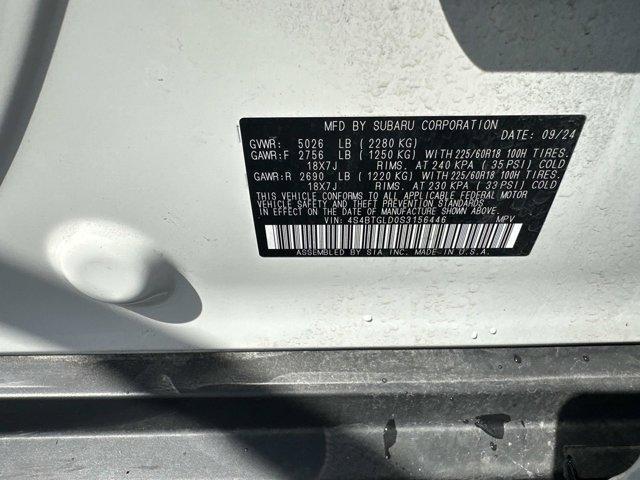 MFD BY SUBARU CORPORATION
DATE: 09/24
GVWR: 5026 LB (2280 KG)
GAWR:F 2756 LB (1250 KG) WITH 225/60R18 100H TIRES.
18X7J RIMS. AT 240 KPA (35 PSI) COLD
GAWR:R 2690 LB (1220 KG) WITH 225/60R18 100H TIRES.
18X7J RIMS. AT 230 KPA (33 PSI) COLD
THIS VEHICLE CONFORMS TO ALL APPLICABLE FEDERAL MOTOR
VEHICLE SAFETY AND THEFT PREVENTION STANDARDS
IN EFFECT ON THE DATE OF MANUFACTURE SHOWN ABOVE.
VIN: 4S4BTGLD0S3156446 MPV
ASSEMBLED BY SIA INC. MADE IN U.S.A.